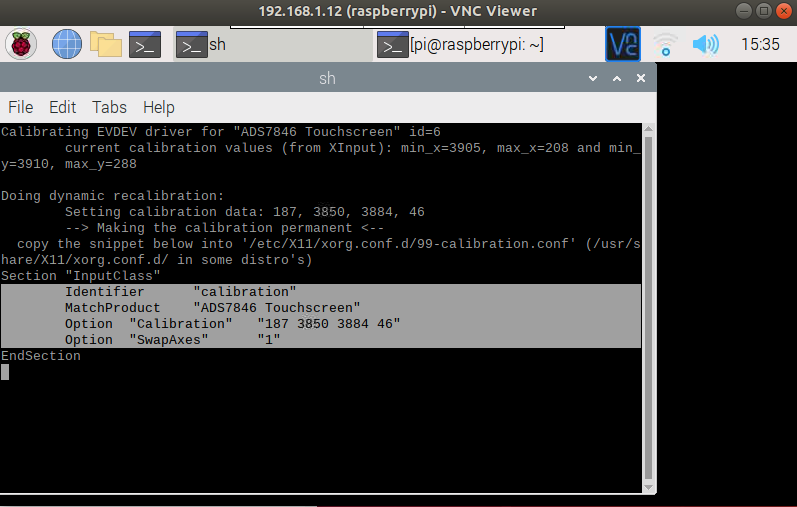 192.168.1.12 (raspberrypi) - VNC Viewer
sh
[pi@raspberrypi: ~]
15:35
sh
File Edit Tabs Help
Calibrating EVDEV driver for "ADS7846 Touchscreen" id=6
current calibration values (from XInput): min_x=3905, max_x=208 and min_
y=3910, max_y=288
Doing dynamic recalibration:
Setting calibration data: 187, 3850, 3884, 46
--> Making the calibration permanent <--
copy the snippet below into '/etc/X11/xorg.conf.d/99-calibration.conf' (/usr/s
hare/X11/xorg.conf.d/ in some distro's)
Section "InputClass"
Identifier "calibration"
MatchProduct "ADS7846 Touchscreen"
Option "Calibration" "187 3850 3884 46"
Option "SwapAxes" "1"
EndSection